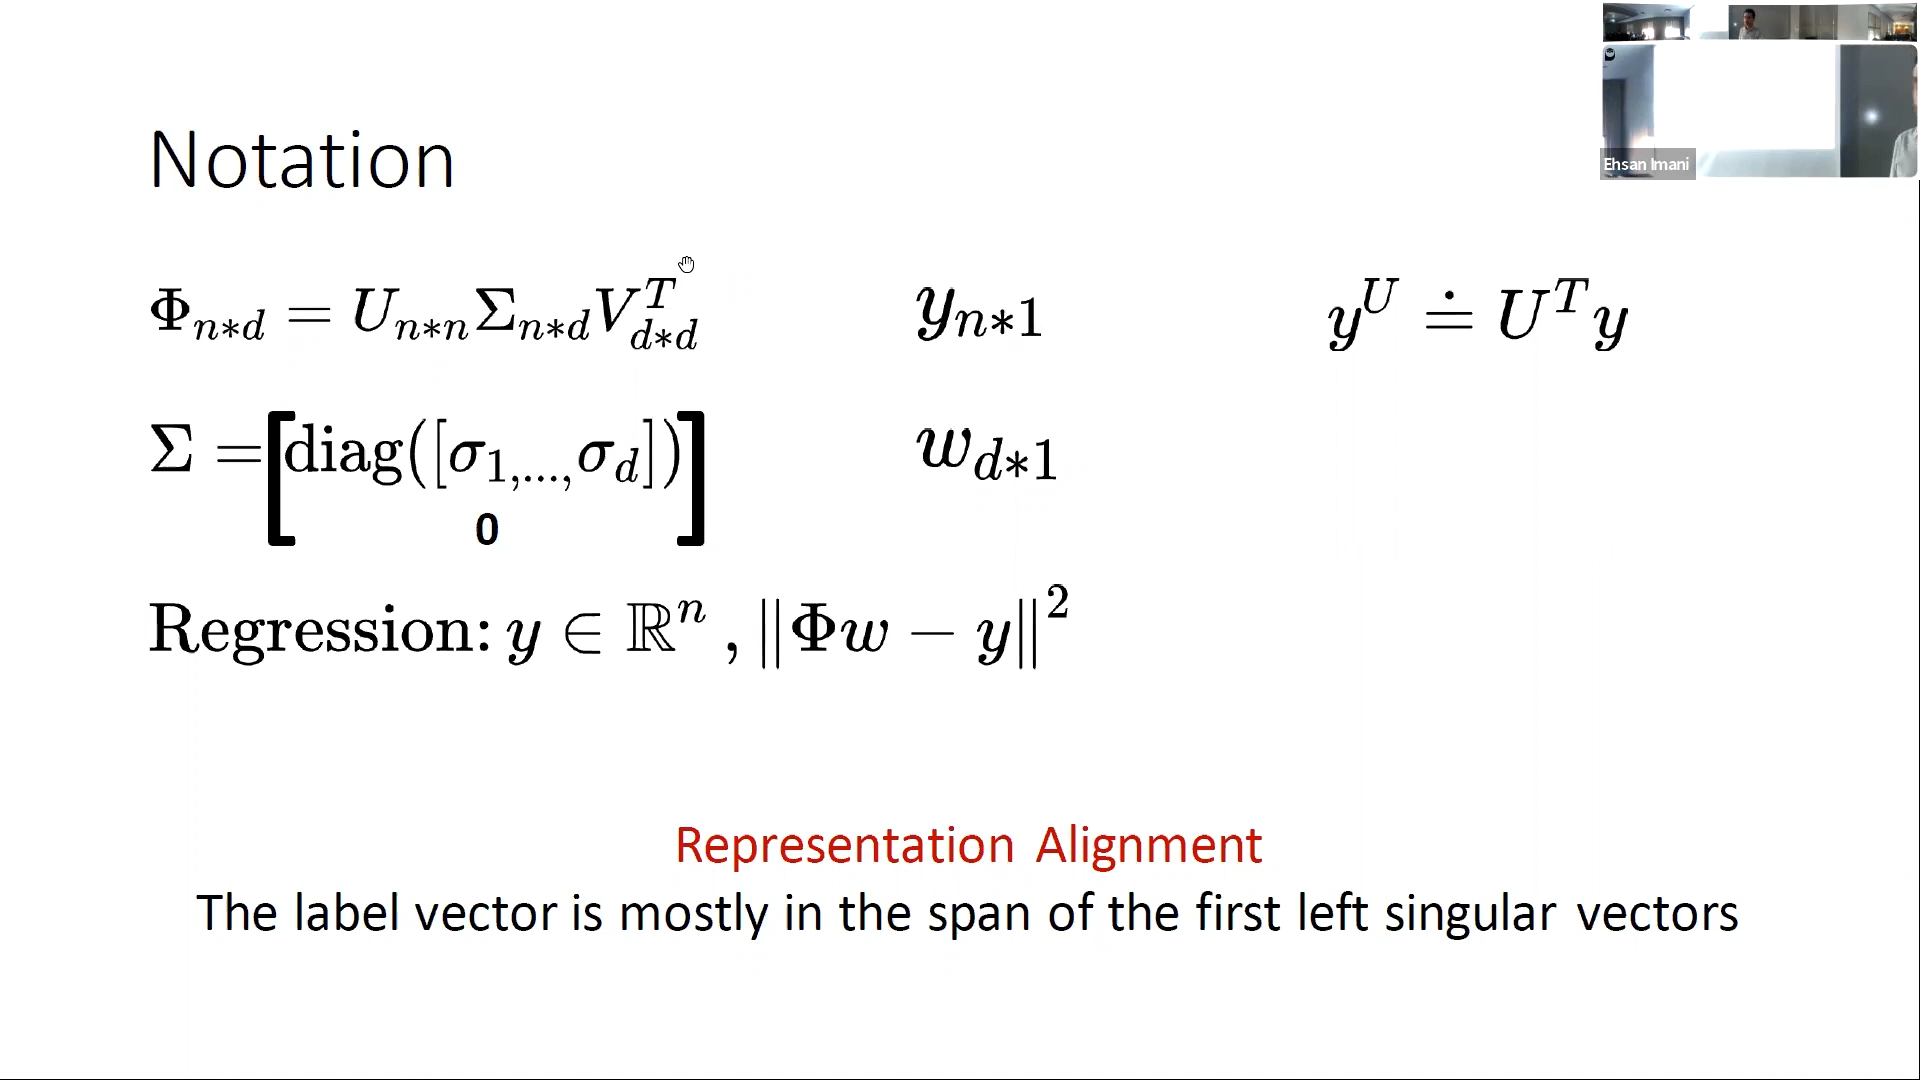 Ehsan Imani
Notation
Φ_{n*d} = U_{n*n} Σ_{n*d} V^T_{d*d}
y_{n*1}
y^U ≐ U^T y
Σ = [diag([σ_{1,...,} σ_d])
0]
w_{d*1}
Regression: y ∈ ℝ^n , ‖Φw − y‖^2
Representation Alignment
The label vector is mostly in the span of the first left singular vectors